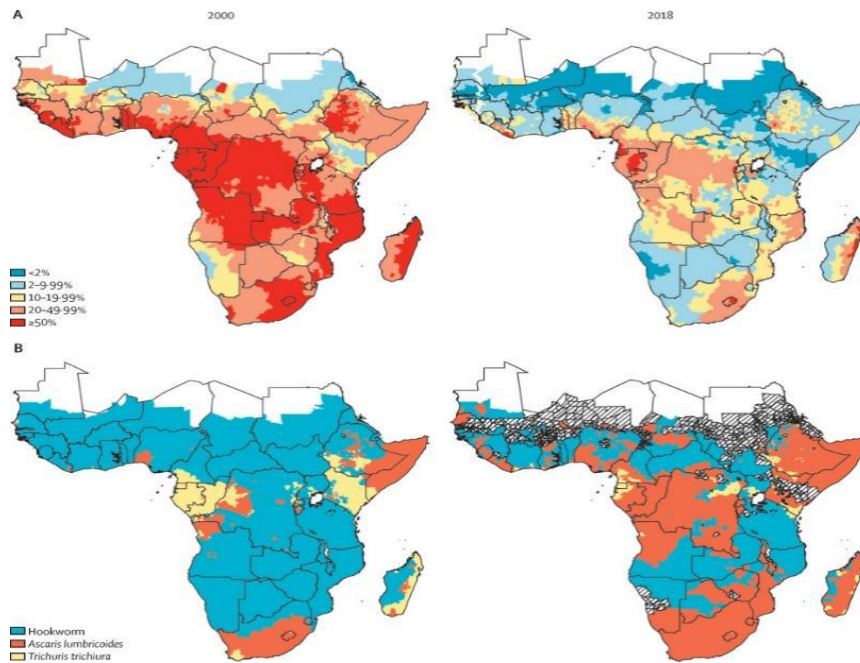 A
2000
2018
<2%
2–9·99%
10–19·99%
20–49·99%
≥50%
B
Hookworm
Ascaris lumbricoides
Trichuris trichiura